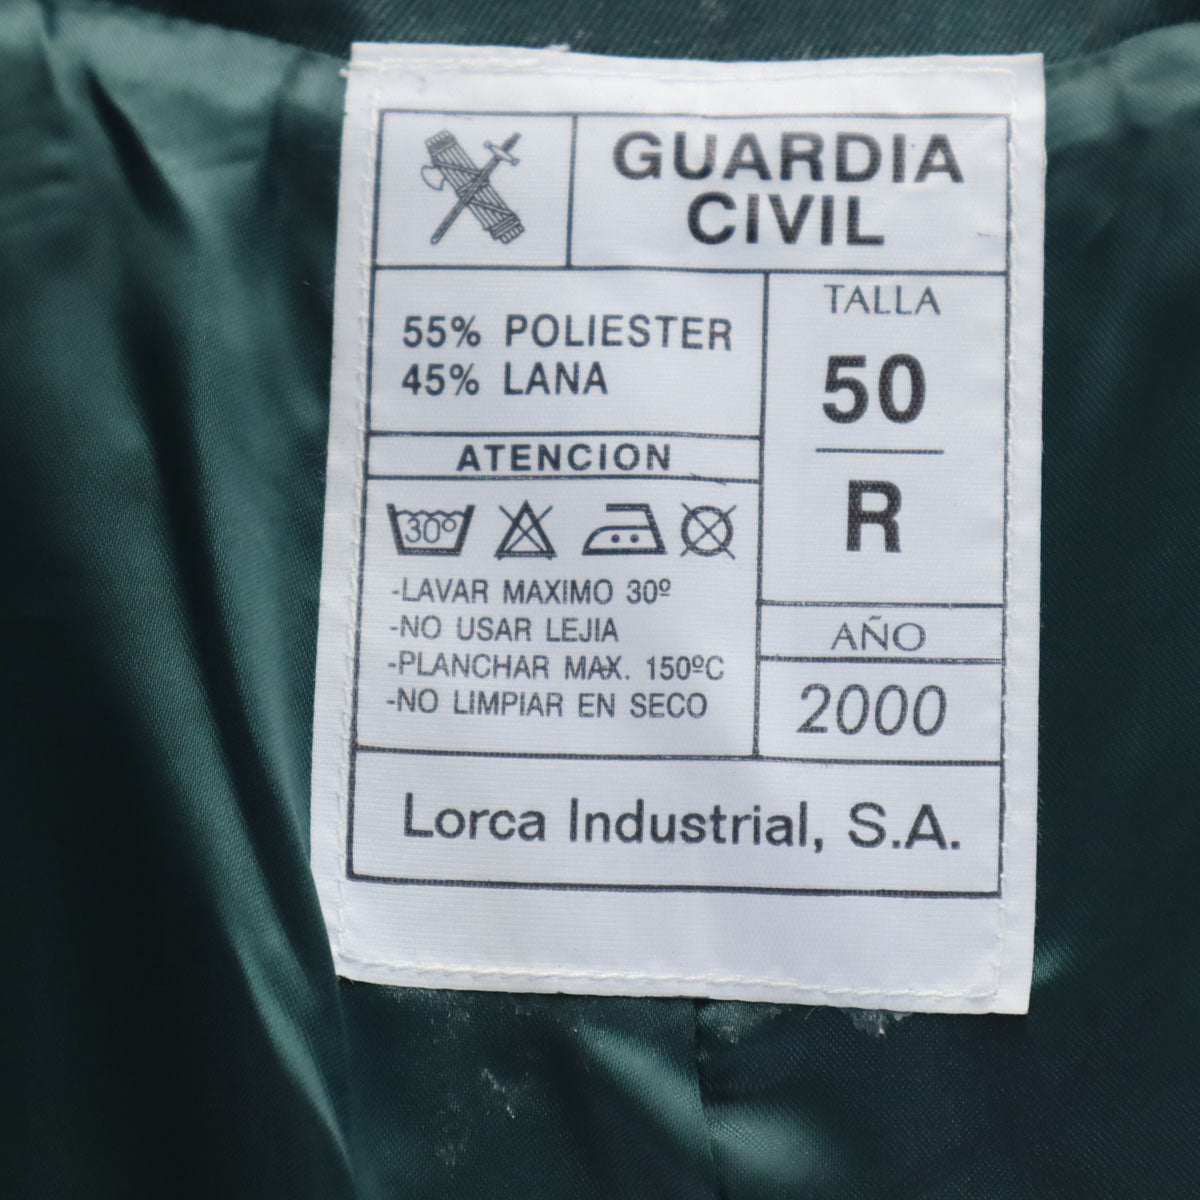 GUARDIA
CIVIL
55% POLIESTER
45% LANA
TALLA
50
R
ATENCION
30º
-LAVAR MAXIMO 30º
-NO USAR LEJIA
-PLANCHAR MAX. 150ºC
-NO LIMPIAR EN SECO
AÑO
2000
Lorca Industrial, S.A.